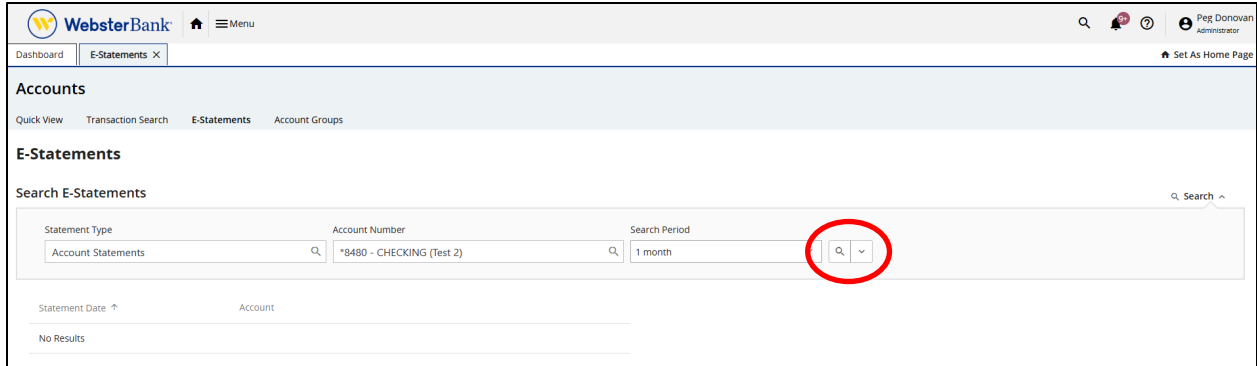 W WebsterBank Menu 9+ Peg Donovan
Administrator
Dashboard E-Statements X Set As Home Page
Accounts
Quick View Transaction Search E-Statements Account Groups
E-Statements
Search E-Statements Search
Statement Type Account Number Search Period
Account Statements *8480 - CHECKING (Test 2) 1 month
Statement Date Account
No Results